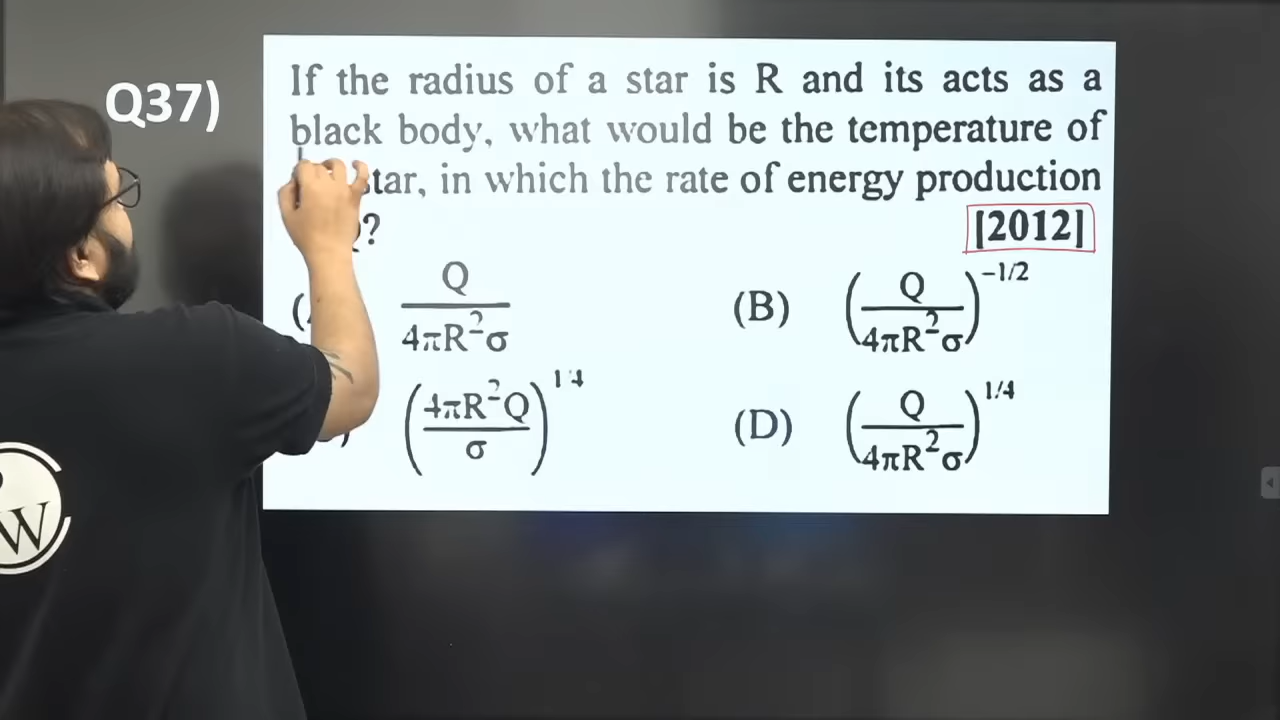 Q37)
If the radius of a star is R and its acts as a
black body, what would be the temperature of
star, in which the rate of energy production
?
[2012]
Q
4πR²σ
(B) (Q / 4πR²σ)^-1/2
(4πR²Q / σ)^1/4
(D) (Q / 4πR²σ)^1/4
W